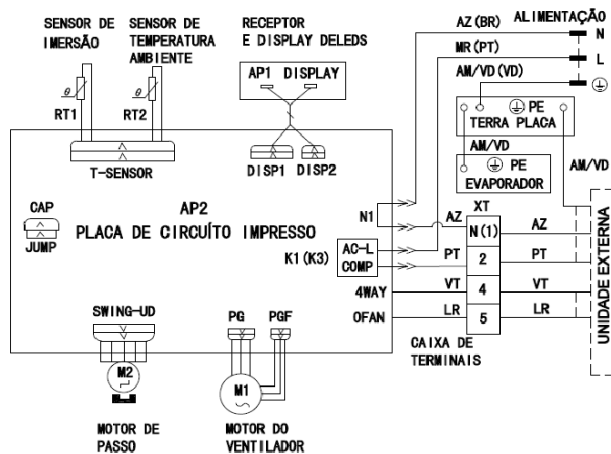 SENSOR DE
IMERSÃO
SENSOR DE
TEMPERATURA
AMBIENTE
RECEPTOR
E DISPLAY DELEDS
AZ(BR)
ALIMENTAÇÃO
N
MR(PT)
L
AM/VD(VD)
θ
RT1
θ
RT2
AP1 DISPLAY
PE
TERRA PLACA
AM/VD
PE
EVAPORADOR
AM/VD
T-SENSOR
DISP1
DISP2
CAP
JUMP
AP2
PLACA DE CIRCUÍTO IMPRESSO
N1
AZ
XT
N(1)
AZ
K1(K3)
AC-L
COMP
PT
2
PT
4WAY
VT
4
VT
OFAN
LR
5
LR
CAIXA DE
TERMINAIS
UNIDADE EXTERNA
SWING-UD
PG
PGF
M2
M1
MOTOR DE
PASSO
MOTOR DO
VENTILADOR